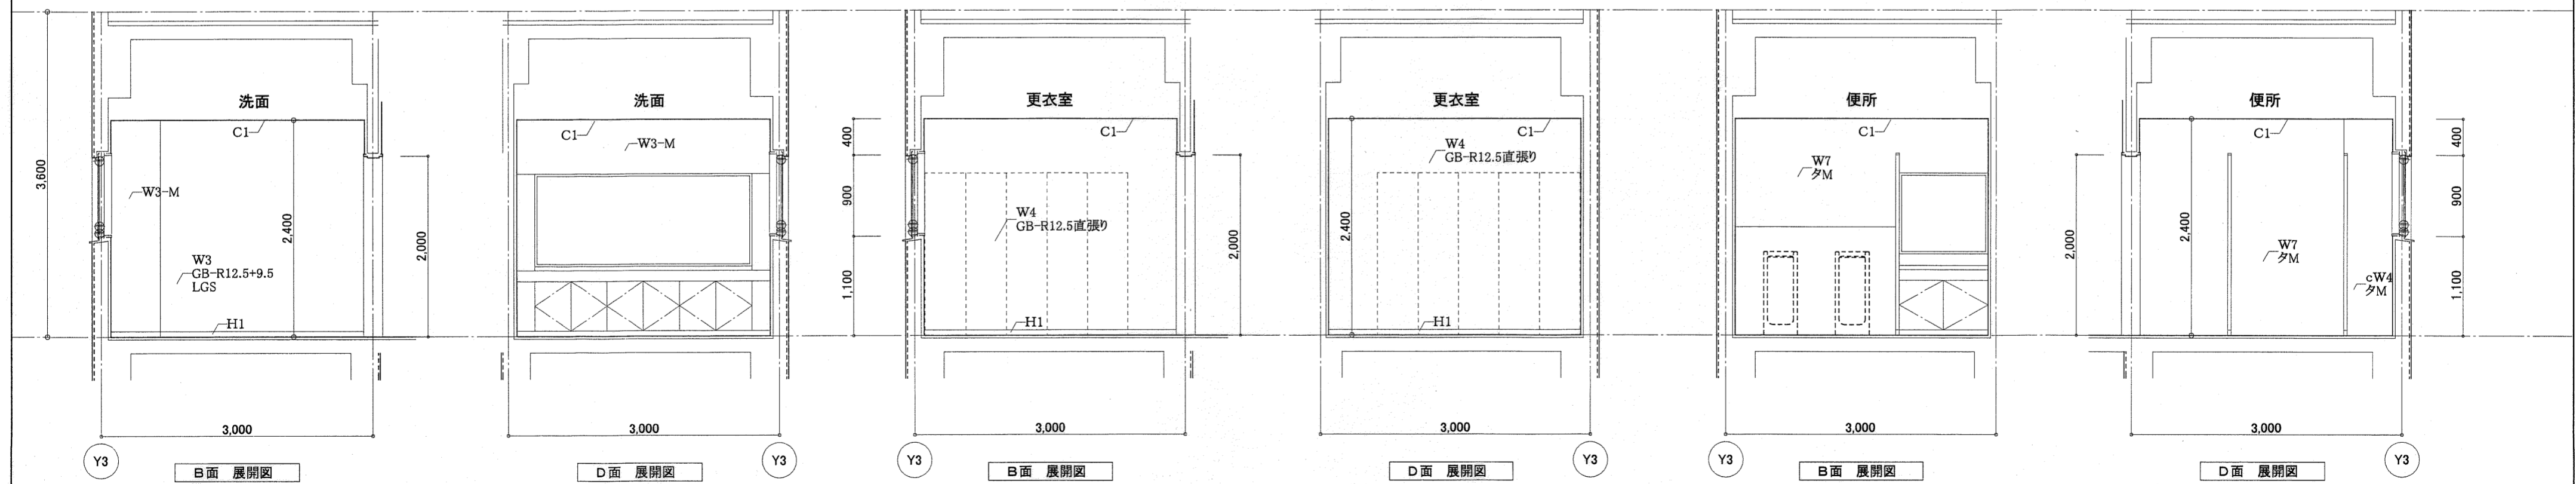 3,600
洗面
C1
W3-M
2,400
W3
GB-R12.5+9.5
LGS
H1
2,000
3,000
Y3
B面 展開図
洗面
C1
W3-M
3,000
Y3
D面 展開図
400
900
1,100
更衣室
C1
W4
GB-R12.5直張り
H1
2,000
3,000
Y3
B面 展開図
更衣室
C1
W4
GB-R12.5直張り
2,400
H1
3,000
Y3
D面 展開図
便所
C1
W7
タM
3,000
Y3
B面 展開図
便所
C1
2,000
2,400
W7
タM
cW4
タM
400
900
1,100
3,000
Y3
D面 展開図